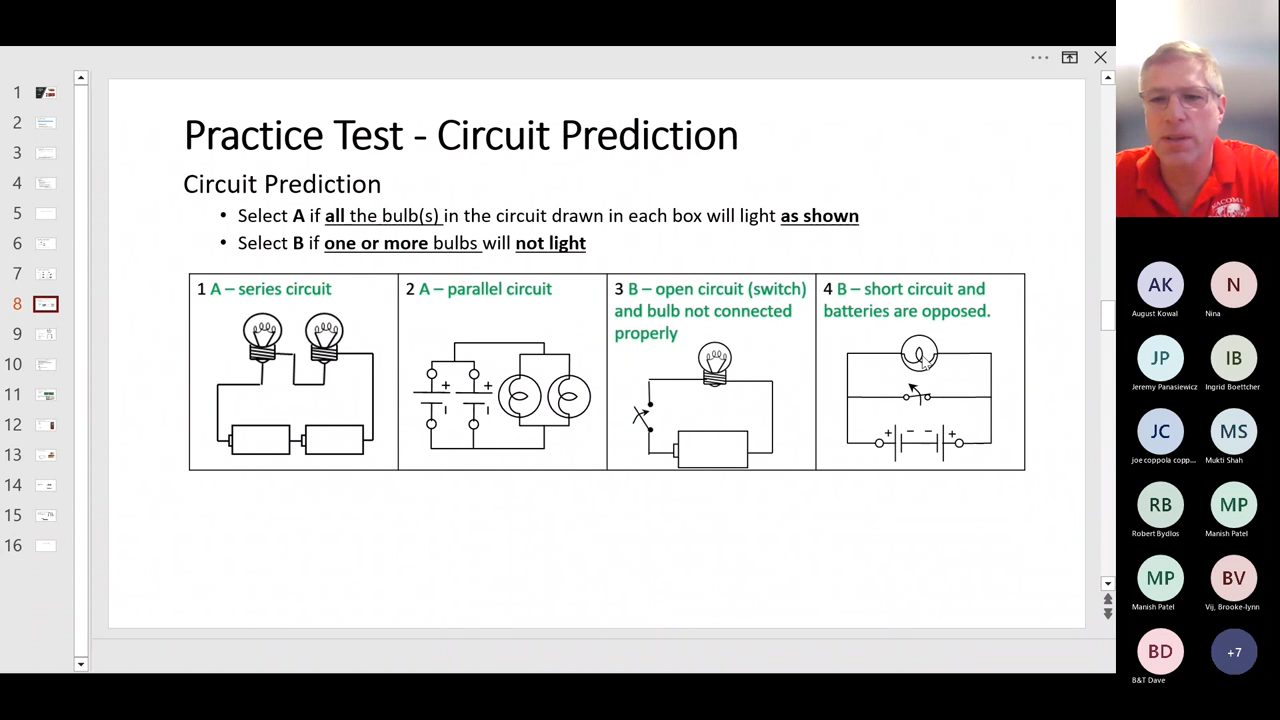 1
2
3
4
5
6
7
8
9
10
11
12
13
14
15
16
Practice Test - Circuit Prediction
Circuit Prediction
• Select A if all the bulb(s) in the circuit drawn in each box will light as shown
• Select B if one or more bulbs will not light
1 A – series circuit
2 A – parallel circuit
+ +
3 B – open circuit (switch)
and bulb not connected
properly
4 B – short circuit and
batteries are opposed.
+ - - +
MACOMB
AK
August Kowal
N
Nina
JP
Jeremy Panasiewicz
IB
Ingrid Boettcher
JC
joe coppola copp...
MS
Mukti Shah
RB
Robert Bydlos
MP
Manish Patel
MP
Manish Patel
BV
Vij, Brooke-lynn
BD
B&T Dave
+7